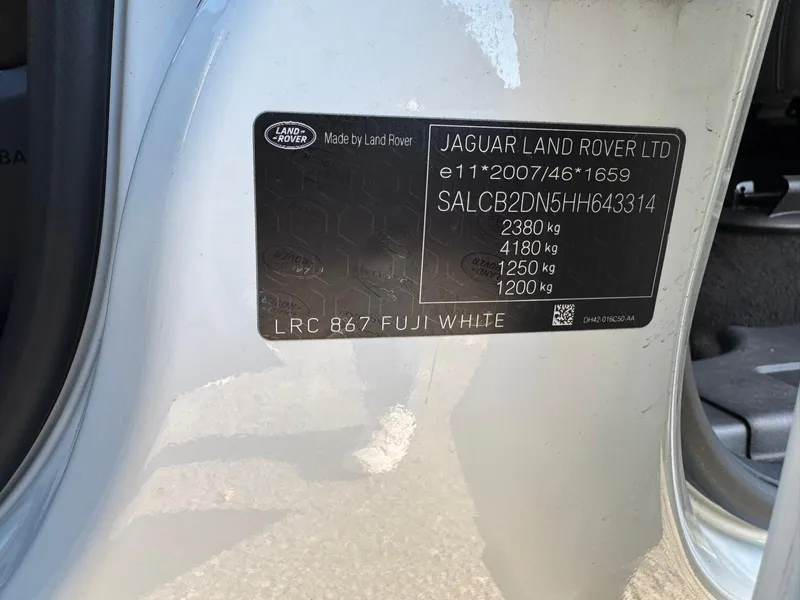 LAND-
-ROVER
Made by Land Rover
JAGUAR LAND ROVER LTD
e11*2007/46*1659
SALCB2DN5HH643314
2380 kg
4180 kg
1250 kg
1200 kg
LRC 867 FUJI WHITE
DH42-016C50-AA
BA